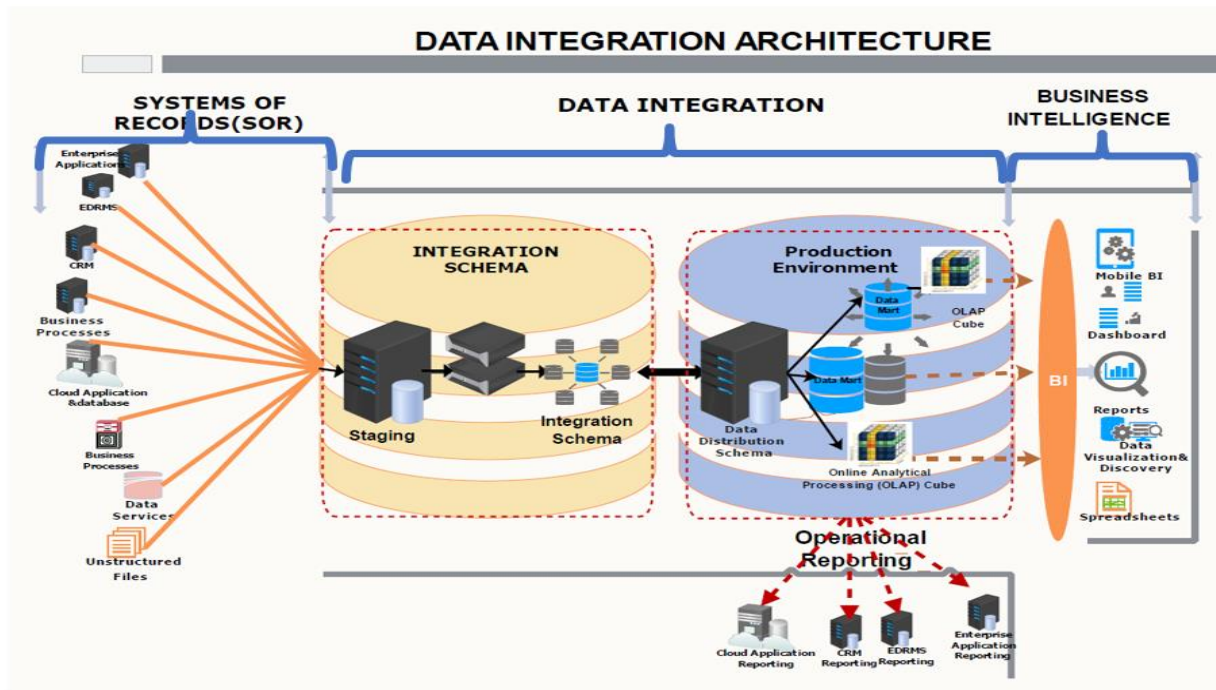 DATA INTEGRATION ARCHITECTURE
SYSTEMS OF
RECORDS(SOR)
DATA INTEGRATION
BUSINESS
INTELLIGENCE
Enterprise
Applications
EDRMS
CRM
Business
Processes
Cloud Application
&database
Business
Processes
Data
Services
Unstructured
Files
INTEGRATION
SCHEMA
Staging
Integration
Schema
Production
Environment
Data
Mart
OLAP
Cube
Data Mart
Data
Distribution
Schema
Online Analytical
Processing (OLAP) Cube
BI
Mobile BI
Dashboard
Reports
Data
Visualization&
Discovery
Spreadsheets
Operational
Reporting
Cloud Application
Reporting
CRM
Reporting
EDRMS
Reporting
Enterprise
Application
Reporting